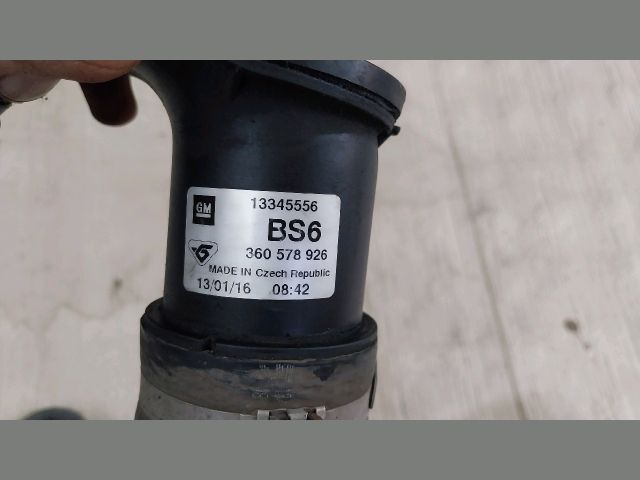 GM
13345556
BS6
360 578 926
MADE IN Czech Republic
13/01/16 08:42